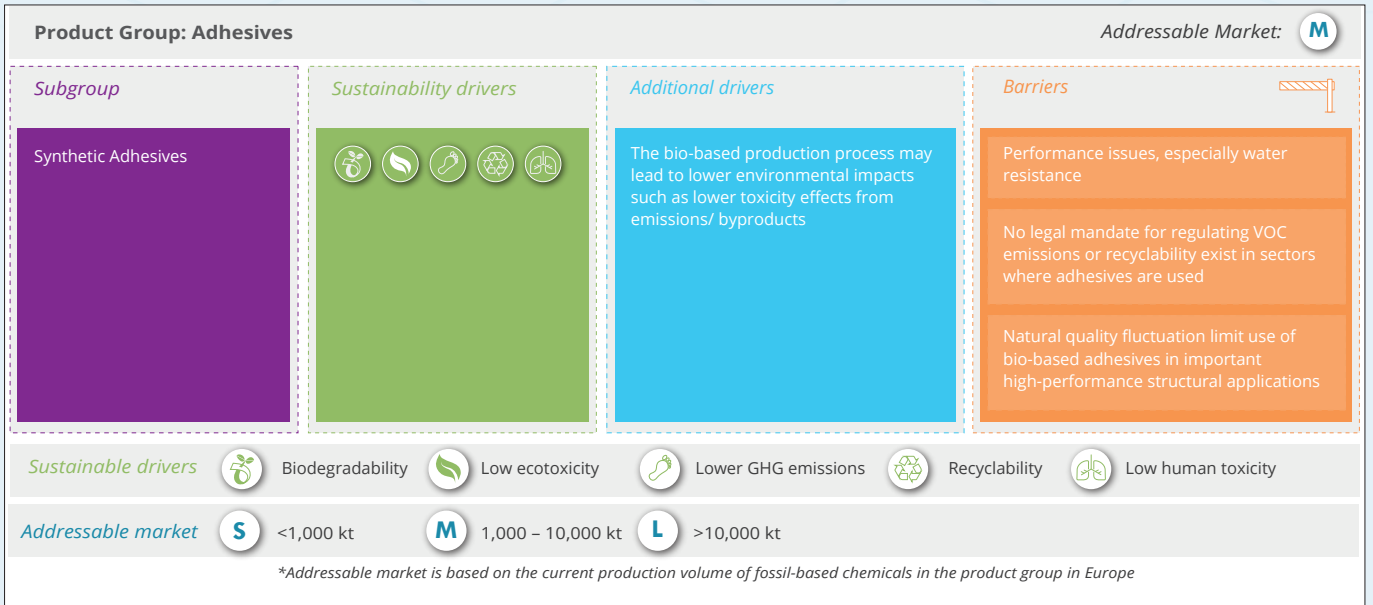 Product Group: Adhesives
Addressable Market: M
Subgroup
Synthetic Adhesives
Sustainability drivers
Additional drivers
The bio-based production process may
lead to lower environmental impacts
such as lower toxicity effects from
emissions/ byproducts
Barriers
Performance issues, especially water
resistance
No legal mandate for regulating VOC
emissions or recyclability exist in sectors
where adhesives are used
Natural quality fluctuation limit use of
bio-based adhesives in important
high-performance structural applications
Sustainable drivers Biodegradability Low ecotoxicity Lower GHG emissions Recyclability Low human toxicity
Addressable market S <1,000 kt M 1,000 – 10,000 kt L >10,000 kt
*Addressable market is based on the current production volume of fossil-based chemicals in the product group in Europe